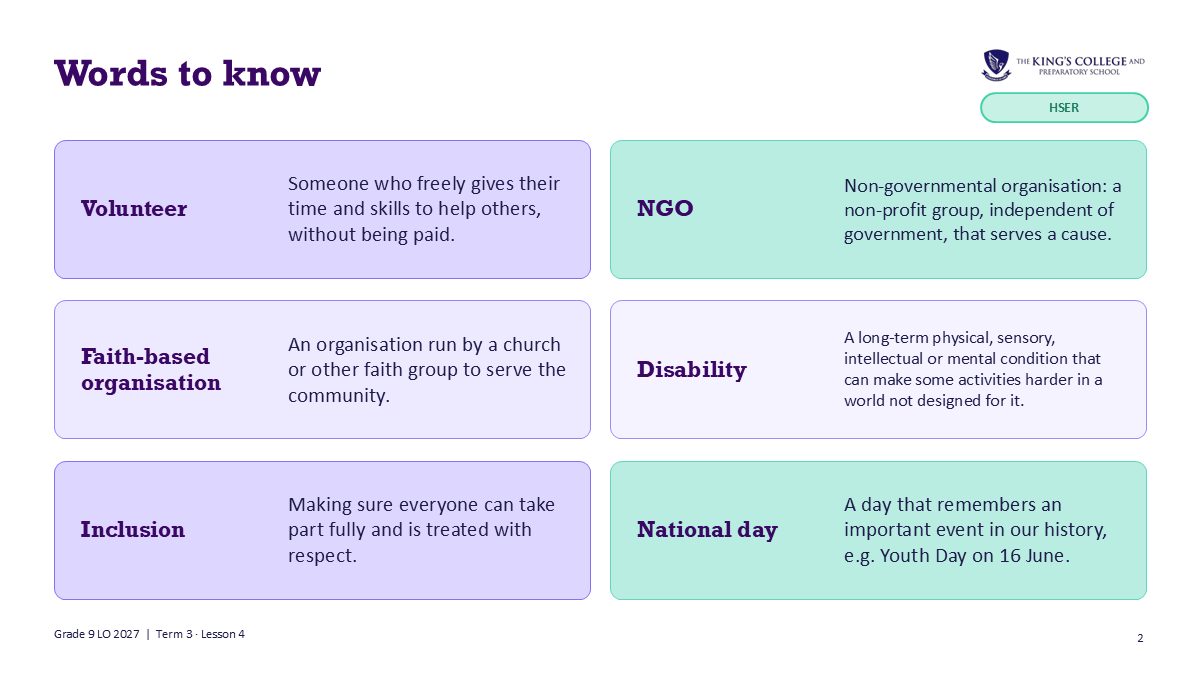 Words to know
THE KING'S COLLEGE AND
PREPARATORY SCHOOL
HSER
Volunteer
Someone who freely gives their
time and skills to help others,
without being paid.
NGO
Non-governmental organisation: a
non-profit group, independent of
government, that serves a cause.
Faith-based
organisation
An organisation run by a church
or other faith group to serve the
community.
Disability
A long-term physical, sensory,
intellectual or mental condition that
can make some activities harder in a
world not designed for it.
Inclusion
Making sure everyone can take
part fully and is treated with
respect.
National day
A day that remembers an
important event in our history,
e.g. Youth Day on 16 June.
Grade 9 LO 2027 | Term 3 · Lesson 4
2